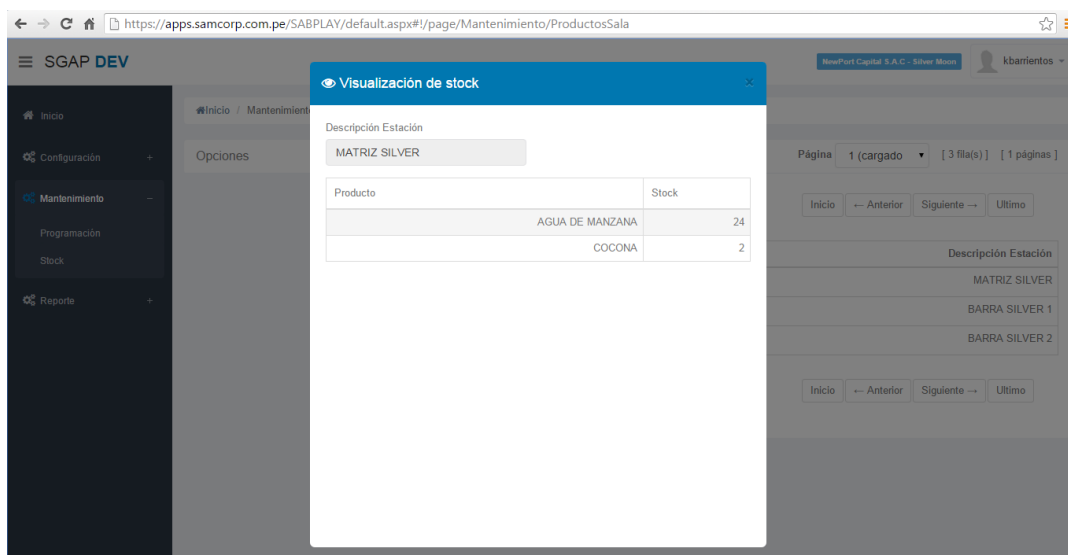 https://apps.samcorp.com.pe/SABPLAY/default.aspx#!/page/Mantenimiento/ProductosSala
SGAP DEV
NewPort Capital S.A.C - Silver Moon
kbarrientos
Visualización de stock
×
Inicio
Inicio / Mantenimient
Descripción Estación
MATRIZ SILVER
Configuración +
Opciones
Página 1 (cargado [ 3 fila(s) ] [ 1 páginas ]
Producto Stock
Mantenimiento −
Inicio ← Anterior Siguiente → Ultimo
AGUA DE MANZANA 24
Programación
COCONA 2
Descripción Estación
Stock
MATRIZ SILVER
Reporte +
BARRA SILVER 1
BARRA SILVER 2
Inicio ← Anterior Siguiente → Ultimo